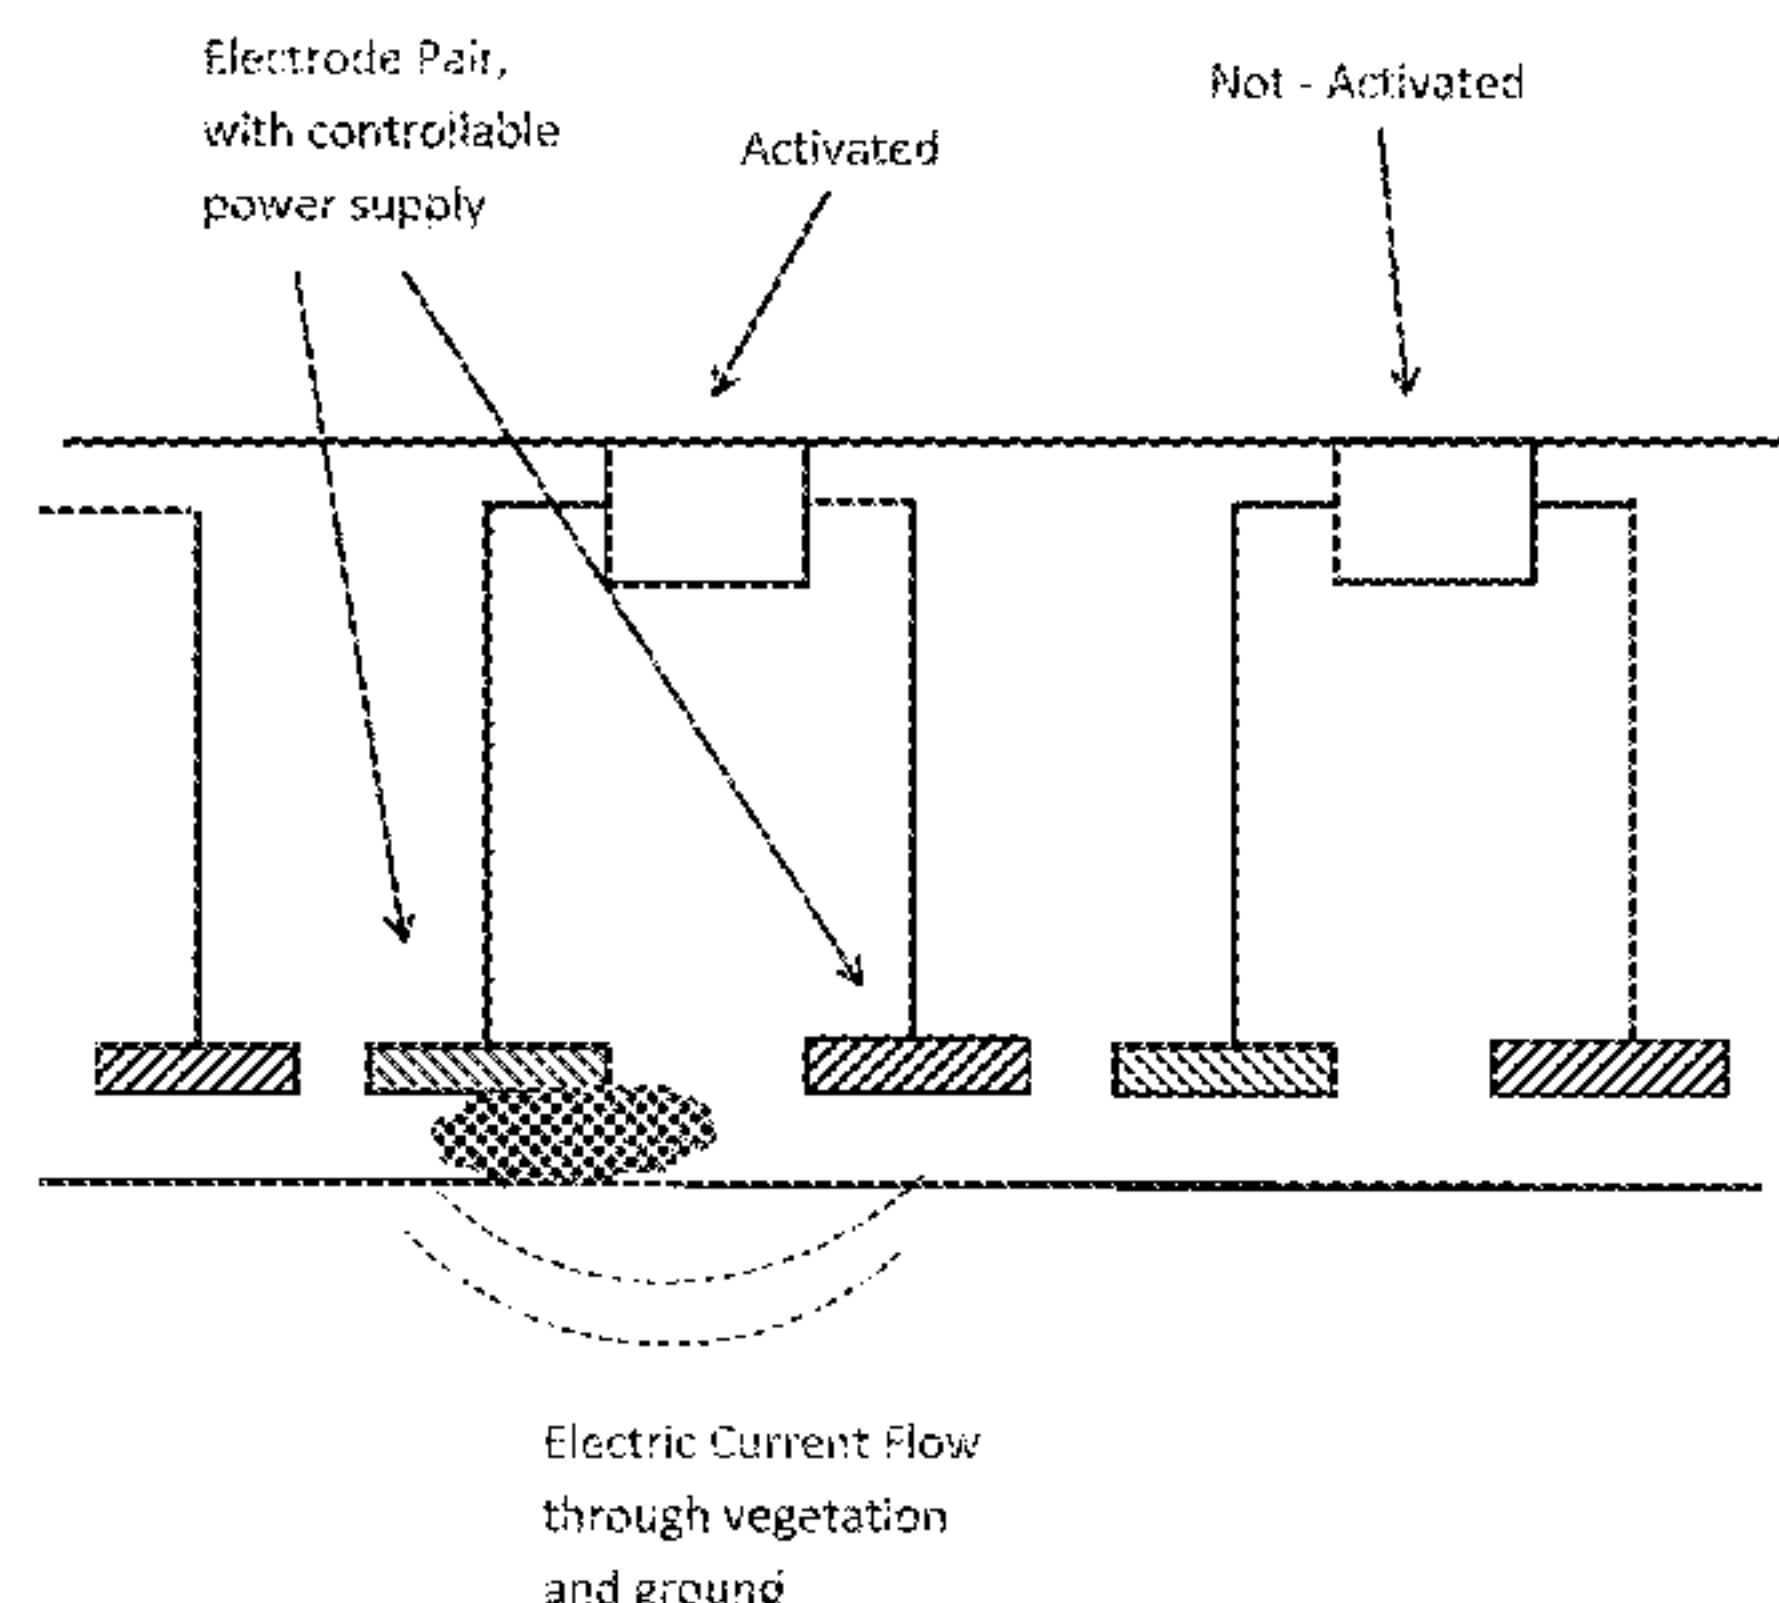 Electrode Pair,
with controllable
power supply
Activated
Not - Activated
Electric Current Flow
through vegetation
and ground